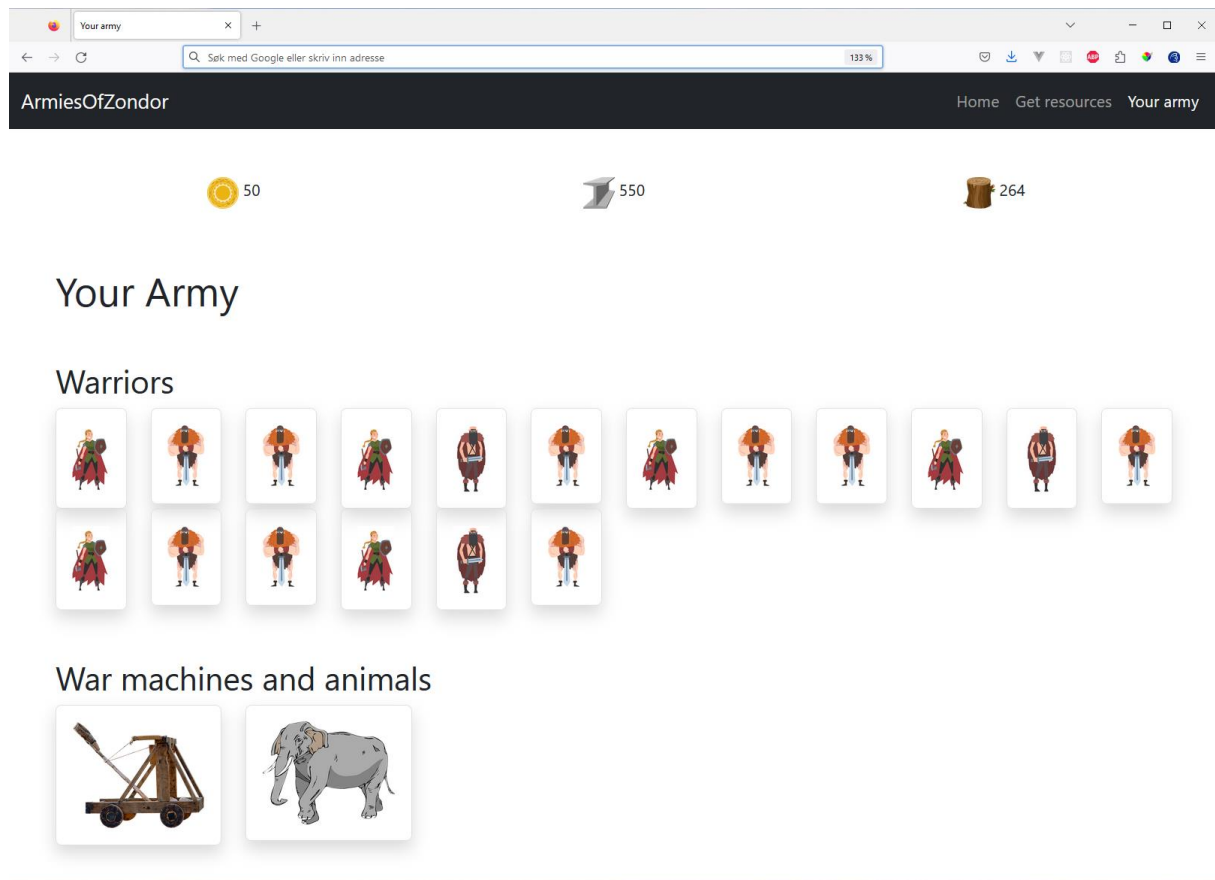 Your army
Søk med Google eller skriv inn adresse 133 % ABP
ArmiesOfZondor Home Get resources Your army
50 550 264
Your Army
Warriors
War machines and animals